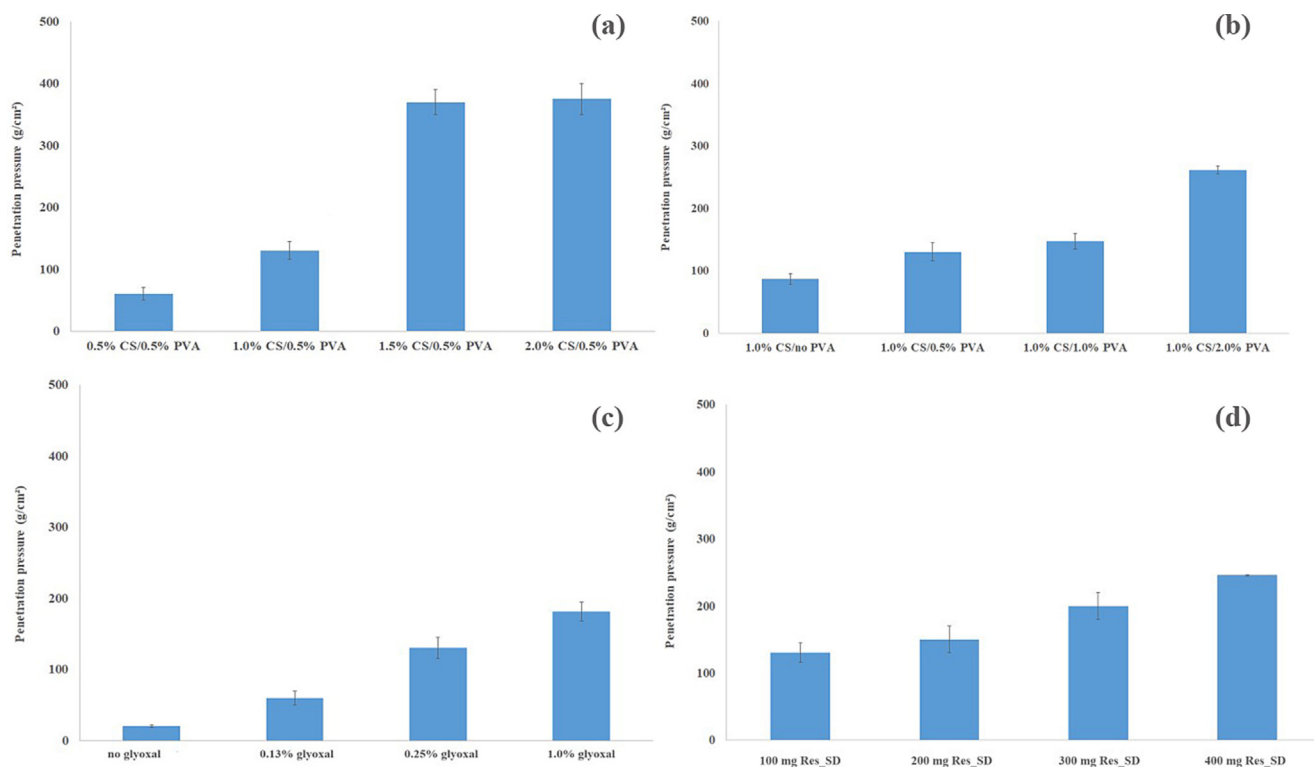 (a)
500
400
300
200
100
0
Penetration pressure (g/cm²)
0.5% CS/0.5% PVA 1.0% CS/0.5% PVA 1.5% CS/0.5% PVA 2.0% CS/0.5% PVA
(b)
500
400
300
200
100
0
Penetration pressure (g/cm²)
1.0% CS/no PVA 1.0% CS/0.5% PVA 1.0% CS/1.0% PVA 1.0% CS/2.0% PVA
(c)
500
400
300
200
100
0
Penetration pressure (g/cm²)
no glyoxal 0.13% glyoxal 0.25% glyoxal 1.0% glyoxal
(d)
500
400
300
200
100
0
Penetration pressure (g/cm²)
100 mg Res_SD 200 mg Res_SD 300 mg Res_SD 400 mg Res_SD